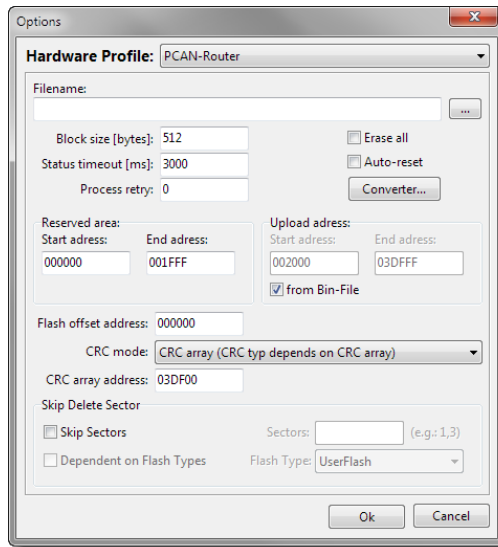 Options
Hardware Profile: PCAN-Router
Filename:
...
Block size [bytes]: 512
Erase all
Status timeout [ms]: 3000
Auto-reset
Process retry: 0
Converter...
Reserved area:
Start adress: End adress:
000000 001FFF
Upload adress:
Start adress: End adress:
002000 03DFFF
from Bin-File
Flash offset address: 000000
CRC mode: CRC array (CRC typ depends on CRC array)
CRC array address: 03DF00
Skip Delete Sector
Skip Sectors Sectors: (e.g.: 1,3)
Dependent on Flash Types Flash Type: UserFlash
Ok Cancel